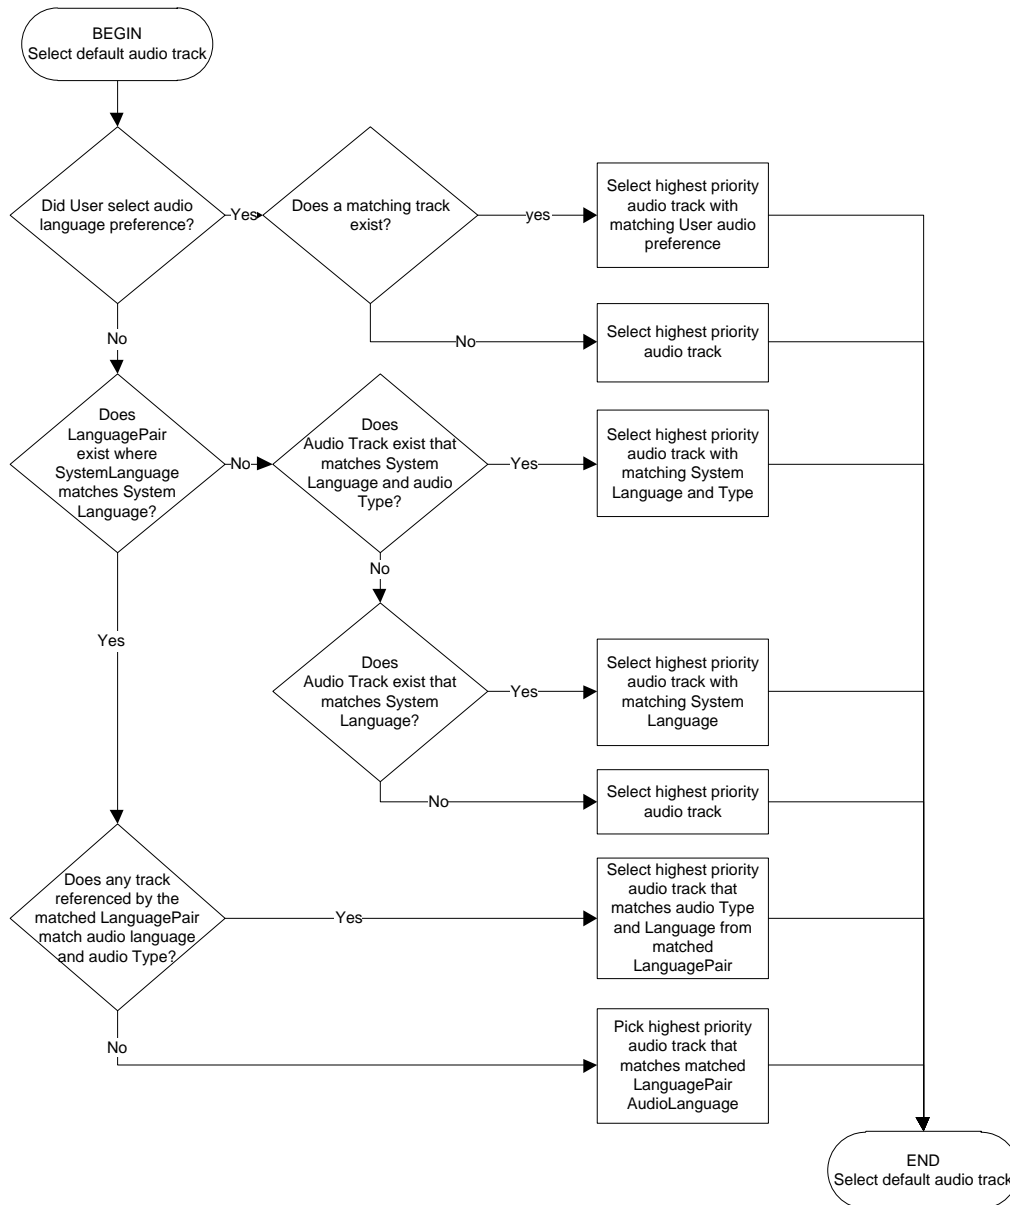 BEGIN
Select default audio track
Did User select audio
language preference?
Yes
Does a matching track
exist?
yes
Select highest priority
audio track with
matching User audio
preference
No
Select highest priority
audio track
No
Does
LanguagePair
exist where
SystemLanguage
matches System
Language?
No
Does
Audio Track exist that
matches System
Language and audio
Type?
Yes
Select highest priority
audio track with
matching System
Language and Type
No
Yes
Does
Audio Track exist that
matches System
Language?
Yes
Select highest priority
audio track with
matching System
Language
No
Select highest priority
audio track
Does any track
referenced by the
matched LanguagePair
match audio language
and audio Type?
Yes
Select highest priority
audio track that
matches audio Type
and Language from
matched
LanguagePair
No
Pick highest priority
audio track that
matches matched
LanguagePair
AudioLanguage
END
Select default audio track